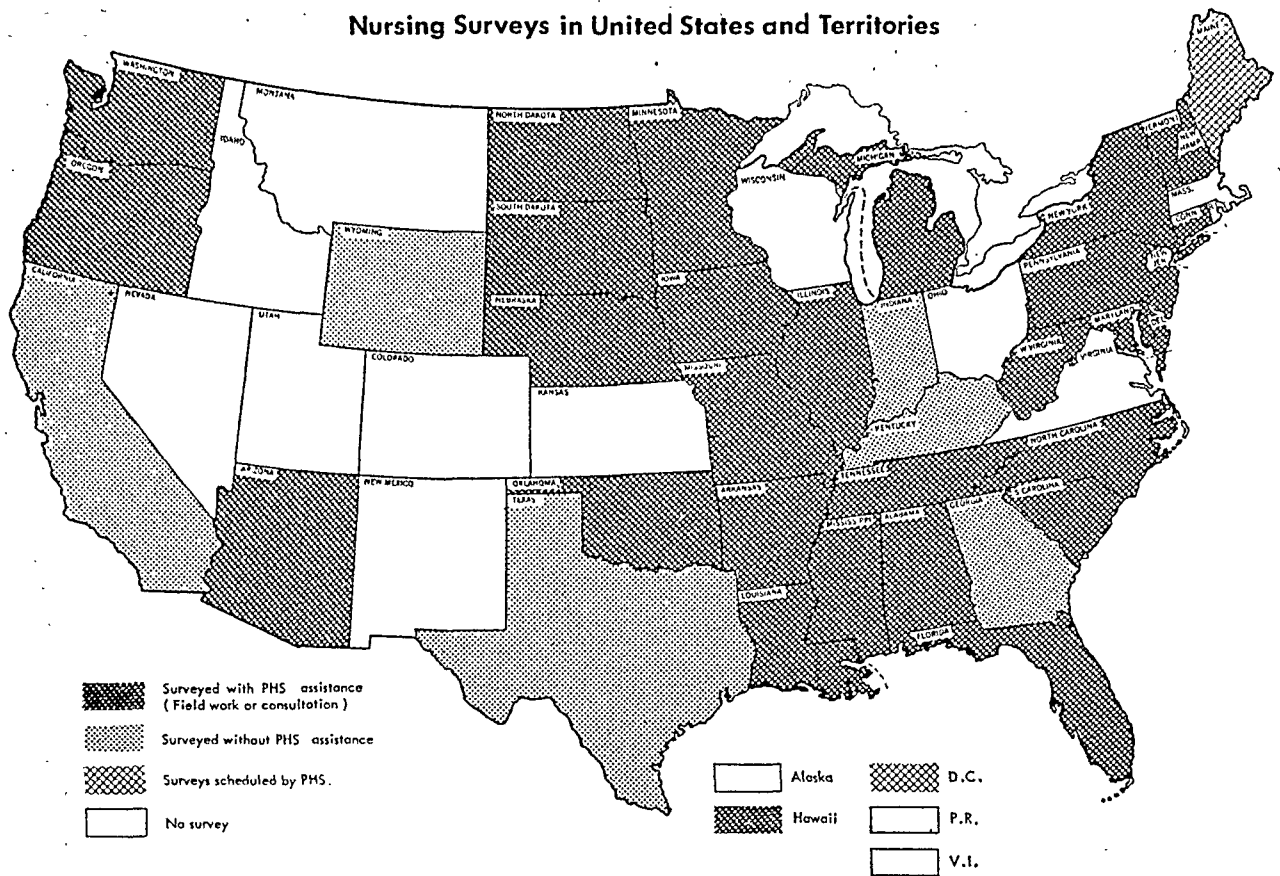 Nursing Surveys in United States and Territories
MAINE
WASHINGTON
MONTANA
NORTH DAKOTA
MINNESOTA
VERMONT
NEW
HAMP.
IDAHO
OREGON
MICHIGAN
WISCONSIN
MASS.
CONN
SOUTH DAKOTA
NEW YORK
WYOMING
PENNSYLVANIA
IOWA
CALIFORNIA
NEVADA
NEBRASKA
ILLINOIS
INDIANA
OHIO
UTAH
MARYLAND
W. VIRGINIA
VIRGINIA
COLORADO
MISSOURI
KANSAS
KENTUCKY
NORTH CAROLINA
ARIZONA
NEW MEXICO
OKLAHOMA
TENNESSEE
TEXAS
ARKANSAS
S CAROLINA
GEORGIA
MISSISSIPPI
ALABAMA
LOUISIANA
FLORIDA
Surveyed with PHS assistance
( Field work or consultation )
Surveyed without PHS assistance
Surveys scheduled by PHS.
No survey
Alaska
D.C.
Hawaii
P.R.
V.I.